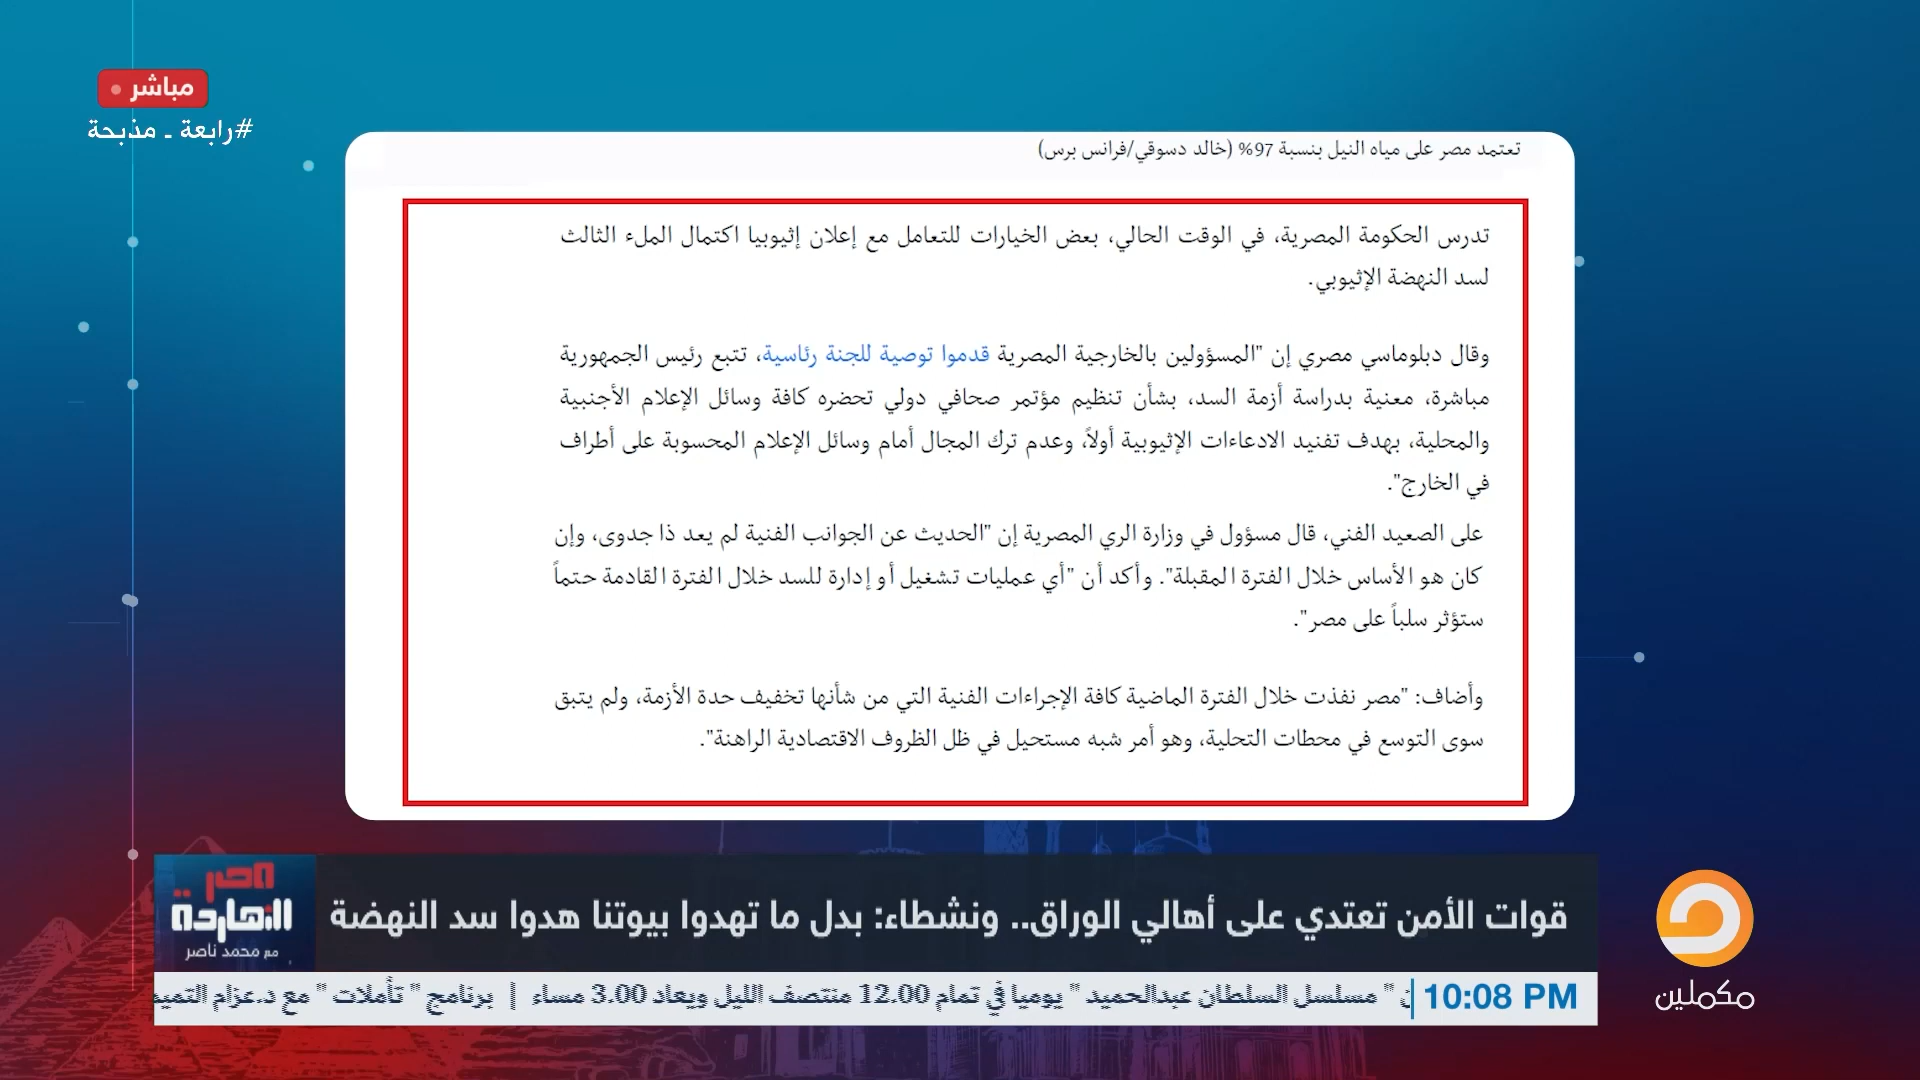 مباشر
#رابعة ـ مذبحة
تعتمد مصر على مياه النيل بنسبة 97% (خالد دسوقي/فرانس برس)
تدرس الحكومة المصرية، في الوقت الحالي، بعض الخيارات للتعامل مع إعلان إثيوبيا اكتمال الملء الثالث
لسد النهضة الإثيوبي.
وقال دبلوماسي مصري إن "المسؤولين بالخارجية المصرية قدموا توصية للجنة رئاسية، تتبع رئيس الجمهورية
مباشرة، معنية بدراسة أزمة السد، بشأن تنظيم مؤتمر صحافي دولي تحضره كافة وسائل الإعلام الأجنبية
والمحلية، بهدف تفنيد الادعاءات الإثيوبية أولاً، وعدم ترك المجال أمام وسائل الإعلام المحسوبة على أطراف
في الخارج".
على الصعيد الفني، قال مسؤول في وزارة الري المصرية إن "الحديث عن الجوانب الفنية لم يعد ذا جدوى، وإن
كان هو الأساس خلال الفترة المقبلة". وأكد أن "أي عمليات تشغيل أو إدارة للسد خلال الفترة القادمة حتماً
ستؤثر سلباً على مصر".
وأضاف: "مصر نفذت خلال الفترة الماضية كافة الإجراءات الفنية التي من شأنها تخفيف حدة الأزمة، ولم يتبق
سوى التوسع في محطات التحلية، وهو أمر شبه مستحيل في ظل الظروف الاقتصادية الراهنة".
مصر
النهاردة
مع محمد ناصر
قوات الأمن تعتدي على أهالي الوراق.. ونشطاء: بدل ما تهدوا بيوتنا هدوا سد النهضة
10:08 PM
" مسلسل السلطان عبدالحميد " يوميا في تمام 12.00 منتصف الليل ويعاد 3.00 مساء | برنامج " تأملات " مع د.عزام
مكملين